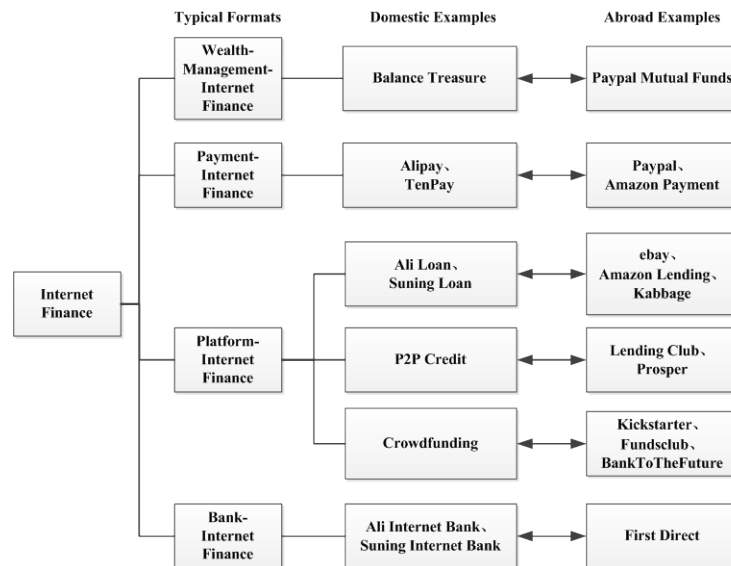 Typical Formats
Domestic Examples
Abroad Examples
Wealth-
Management-
Internet
Finance
Balance Treasure
Paypal Mutual Funds
Payment-
Internet
Finance
Alipay、
TenPay
Paypal、
Amazon Payment
Internet
Finance
Platform-
Internet
Finance
Ali Loan、
Suning Loan
ebay、
Amazon Lending、
Kabbage
P2P Credit
Lending Club、
Prosper
Crowdfunding
Kickstarter、
Fundsclub、
BankToTheFuture
Bank-
Internet
Finance
Ali Internet Bank、
Suning Internet Bank
First Direct